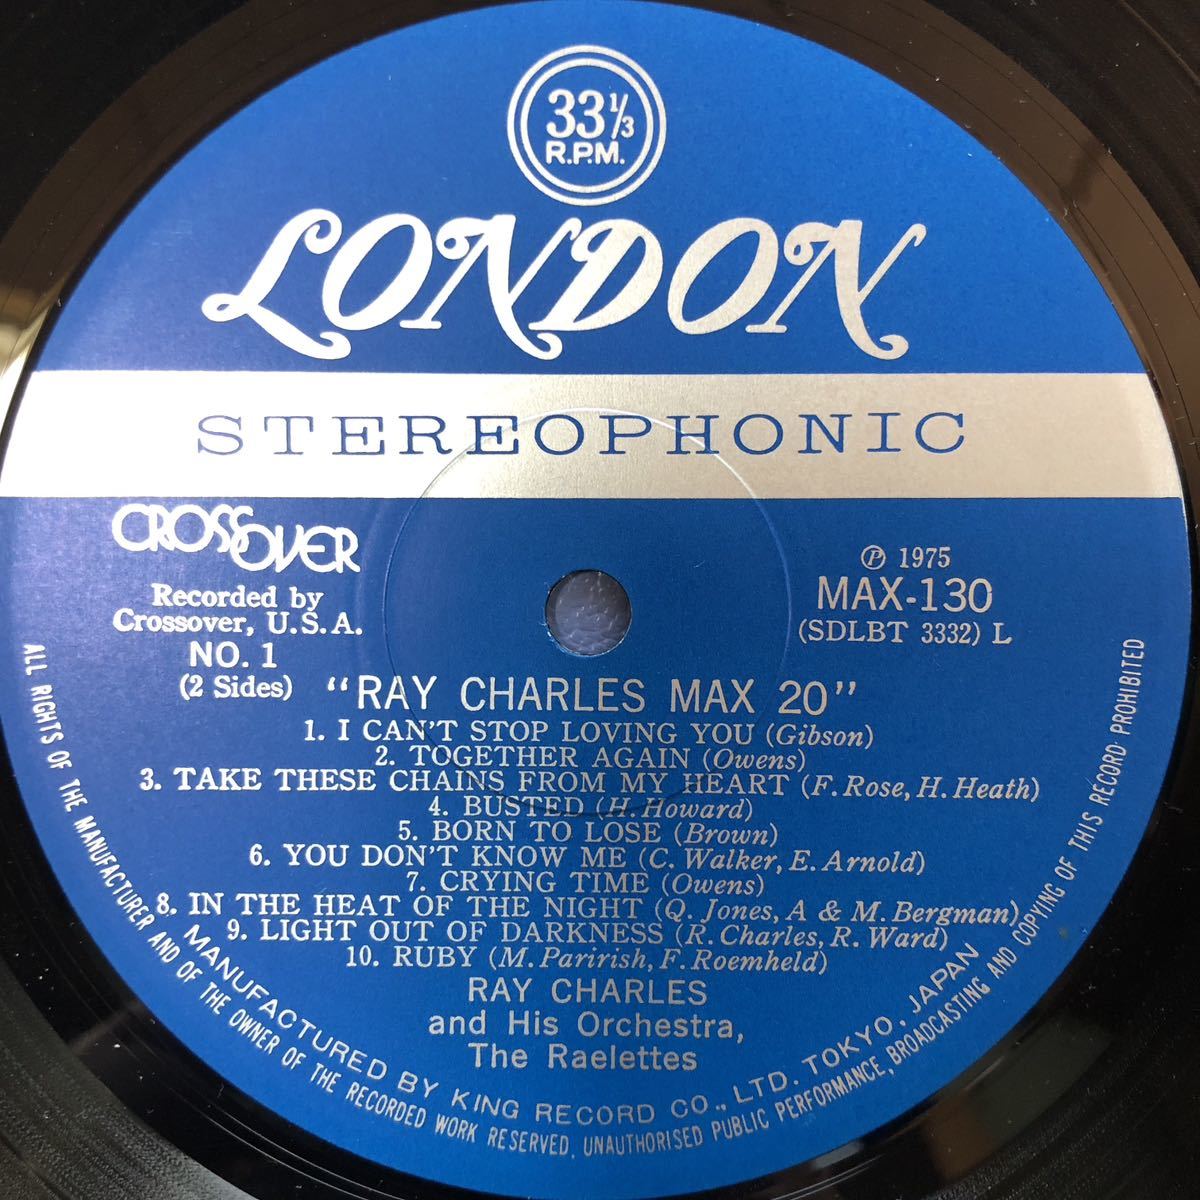 33⅓
R.P.M.
LONDON
STEREOPHONIC
CROSSOVER
Recorded by
Crossover, U.S.A.
NO. 1
(2 Sides)
Ⓟ 1975
MAX-130
(SDLBT 3332) L
"RAY CHARLES MAX 20"
1. I CAN'T STOP LOVING YOU (Gibson)
2. TOGETHER AGAIN (Owens)
3. TAKE THESE CHAINS FROM MY HEART (F. Rose, H. Heath)
4. BUSTED (H. Howard)
5. BORN TO LOSE (Brown)
6. YOU DON'T KNOW ME (C. Walker, E. Arnold)
7. CRYING TIME (Owens)
8. IN THE HEAT OF THE NIGHT (Q. Jones, A & M. Bergman)
9. LIGHT OUT OF DARKNESS (R. Charles, R. Ward)
10. RUBY (M. Parirish, F. Roemheld)
RAY CHARLES
and His Orchestra,
The Raelettes
MANUFACTURED BY KING RECORD CO., LTD. TOKYO, JAPAN
ALL RIGHTS OF THE MANUFACTURER AND OF THE OWNER OF THE RECORDED WORK RESERVED. UNAUTHORISED PUBLIC PERFORMANCE, BROADCASTING AND COPYING OF THIS RECORD PROHIBITED